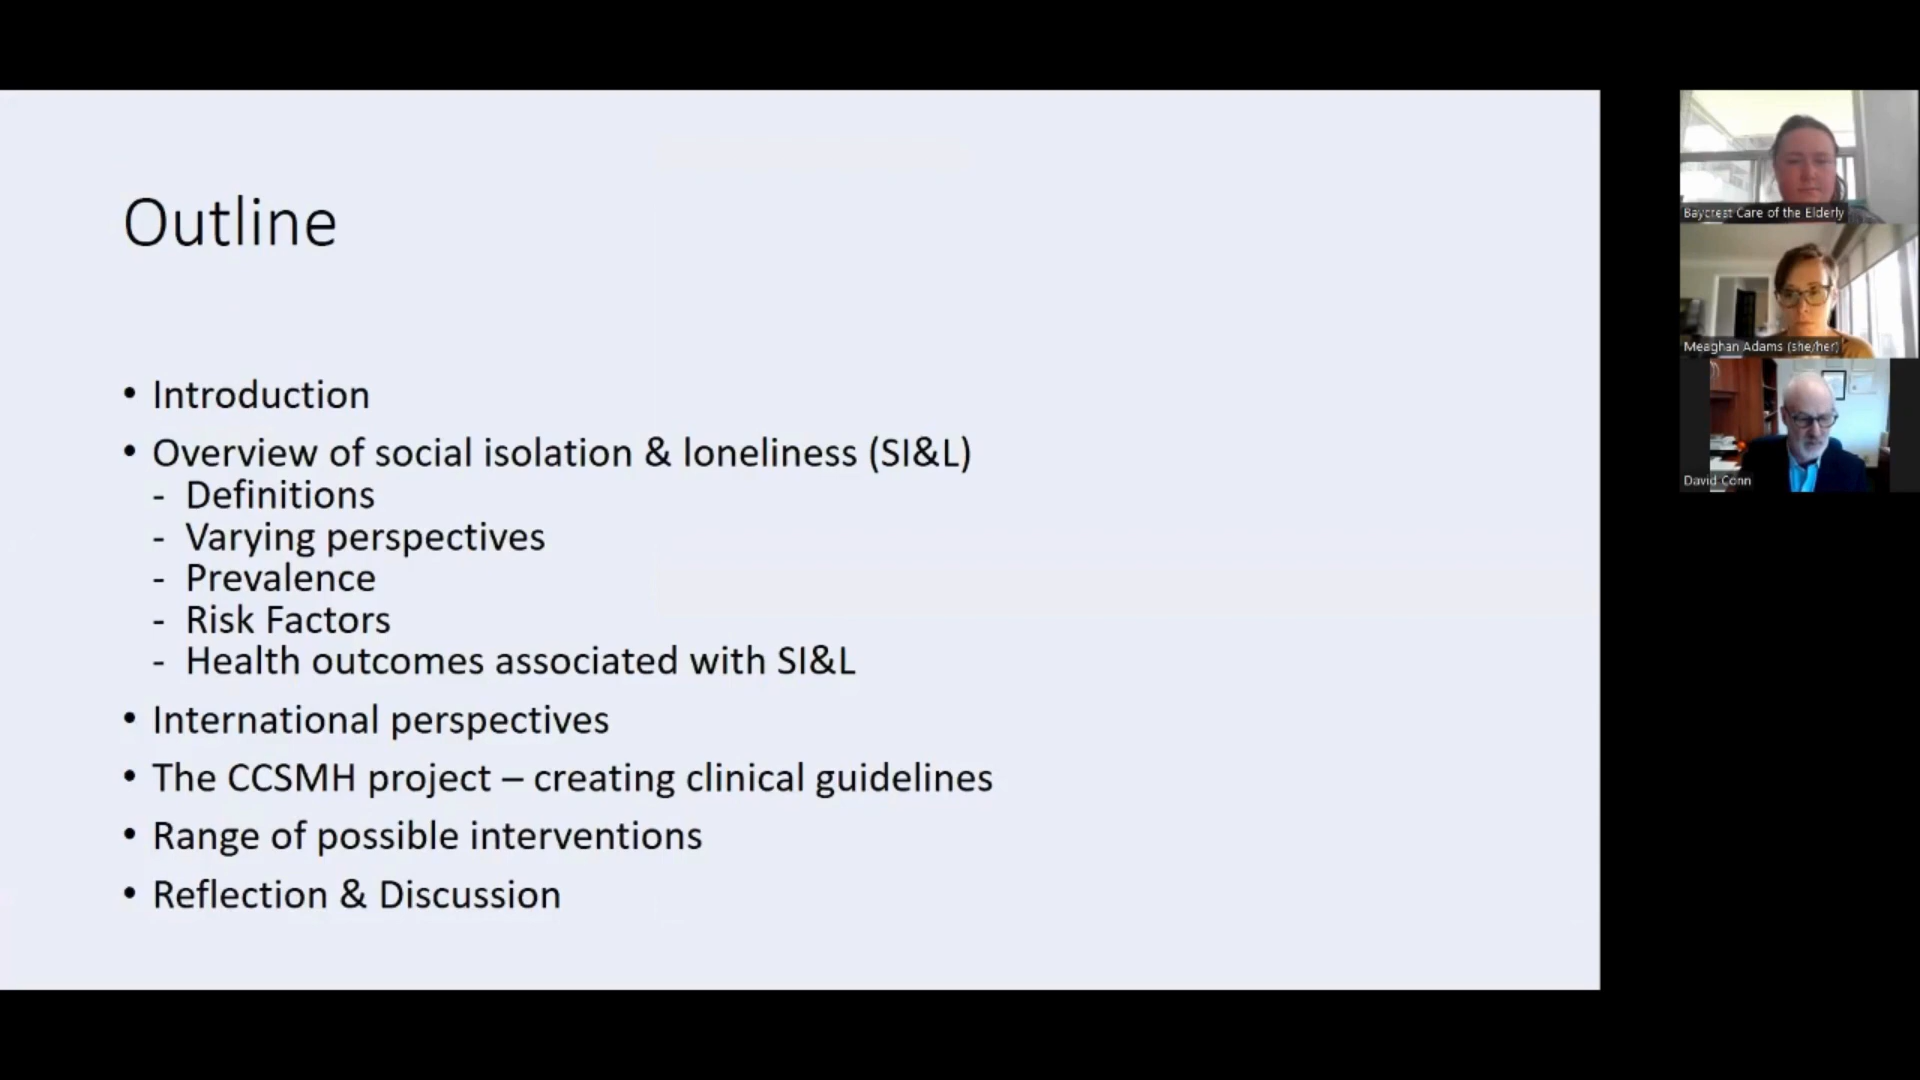 Outline
• Introduction
• Overview of social isolation & loneliness (SI&L)
- Definitions
- Varying perspectives
- Prevalence
- Risk Factors
- Health outcomes associated with SI&L
• International perspectives
• The CCSMH project – creating clinical guidelines
• Range of possible interventions
• Reflection & Discussion
Baycrest Care of the Elderly
Meaghan Adams (she/her)
David Conn